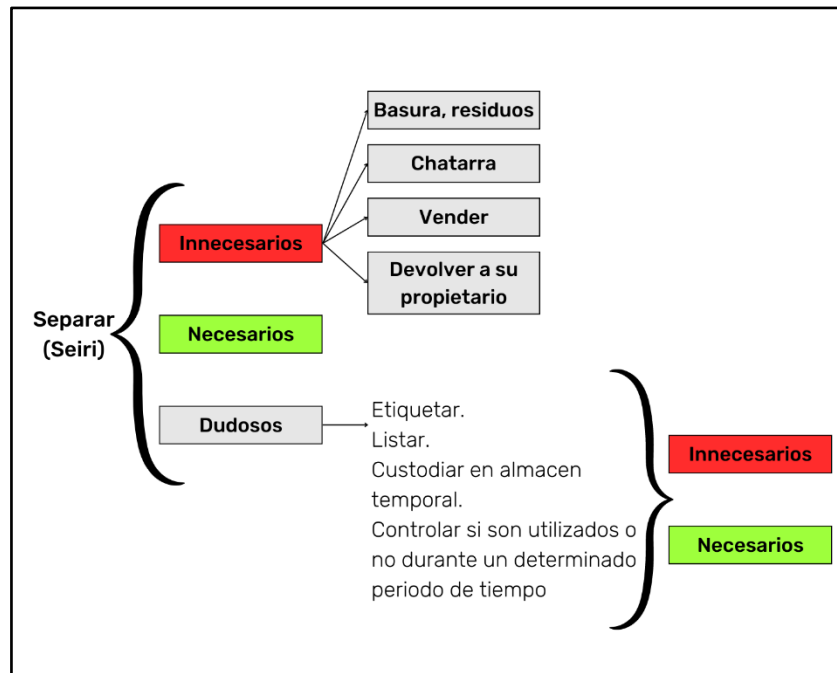 Separar
(Seiri)
Innecesarios
Basura, residuos
Chatarra
Vender
Devolver a su
propietario
Necesarios
Dudosos
Etiquetar.
Listar.
Custodiar en almacen
temporal.
Controlar si son utilizados o
no durante un determinado
periodo de tiempo
Innecesarios
Necesarios